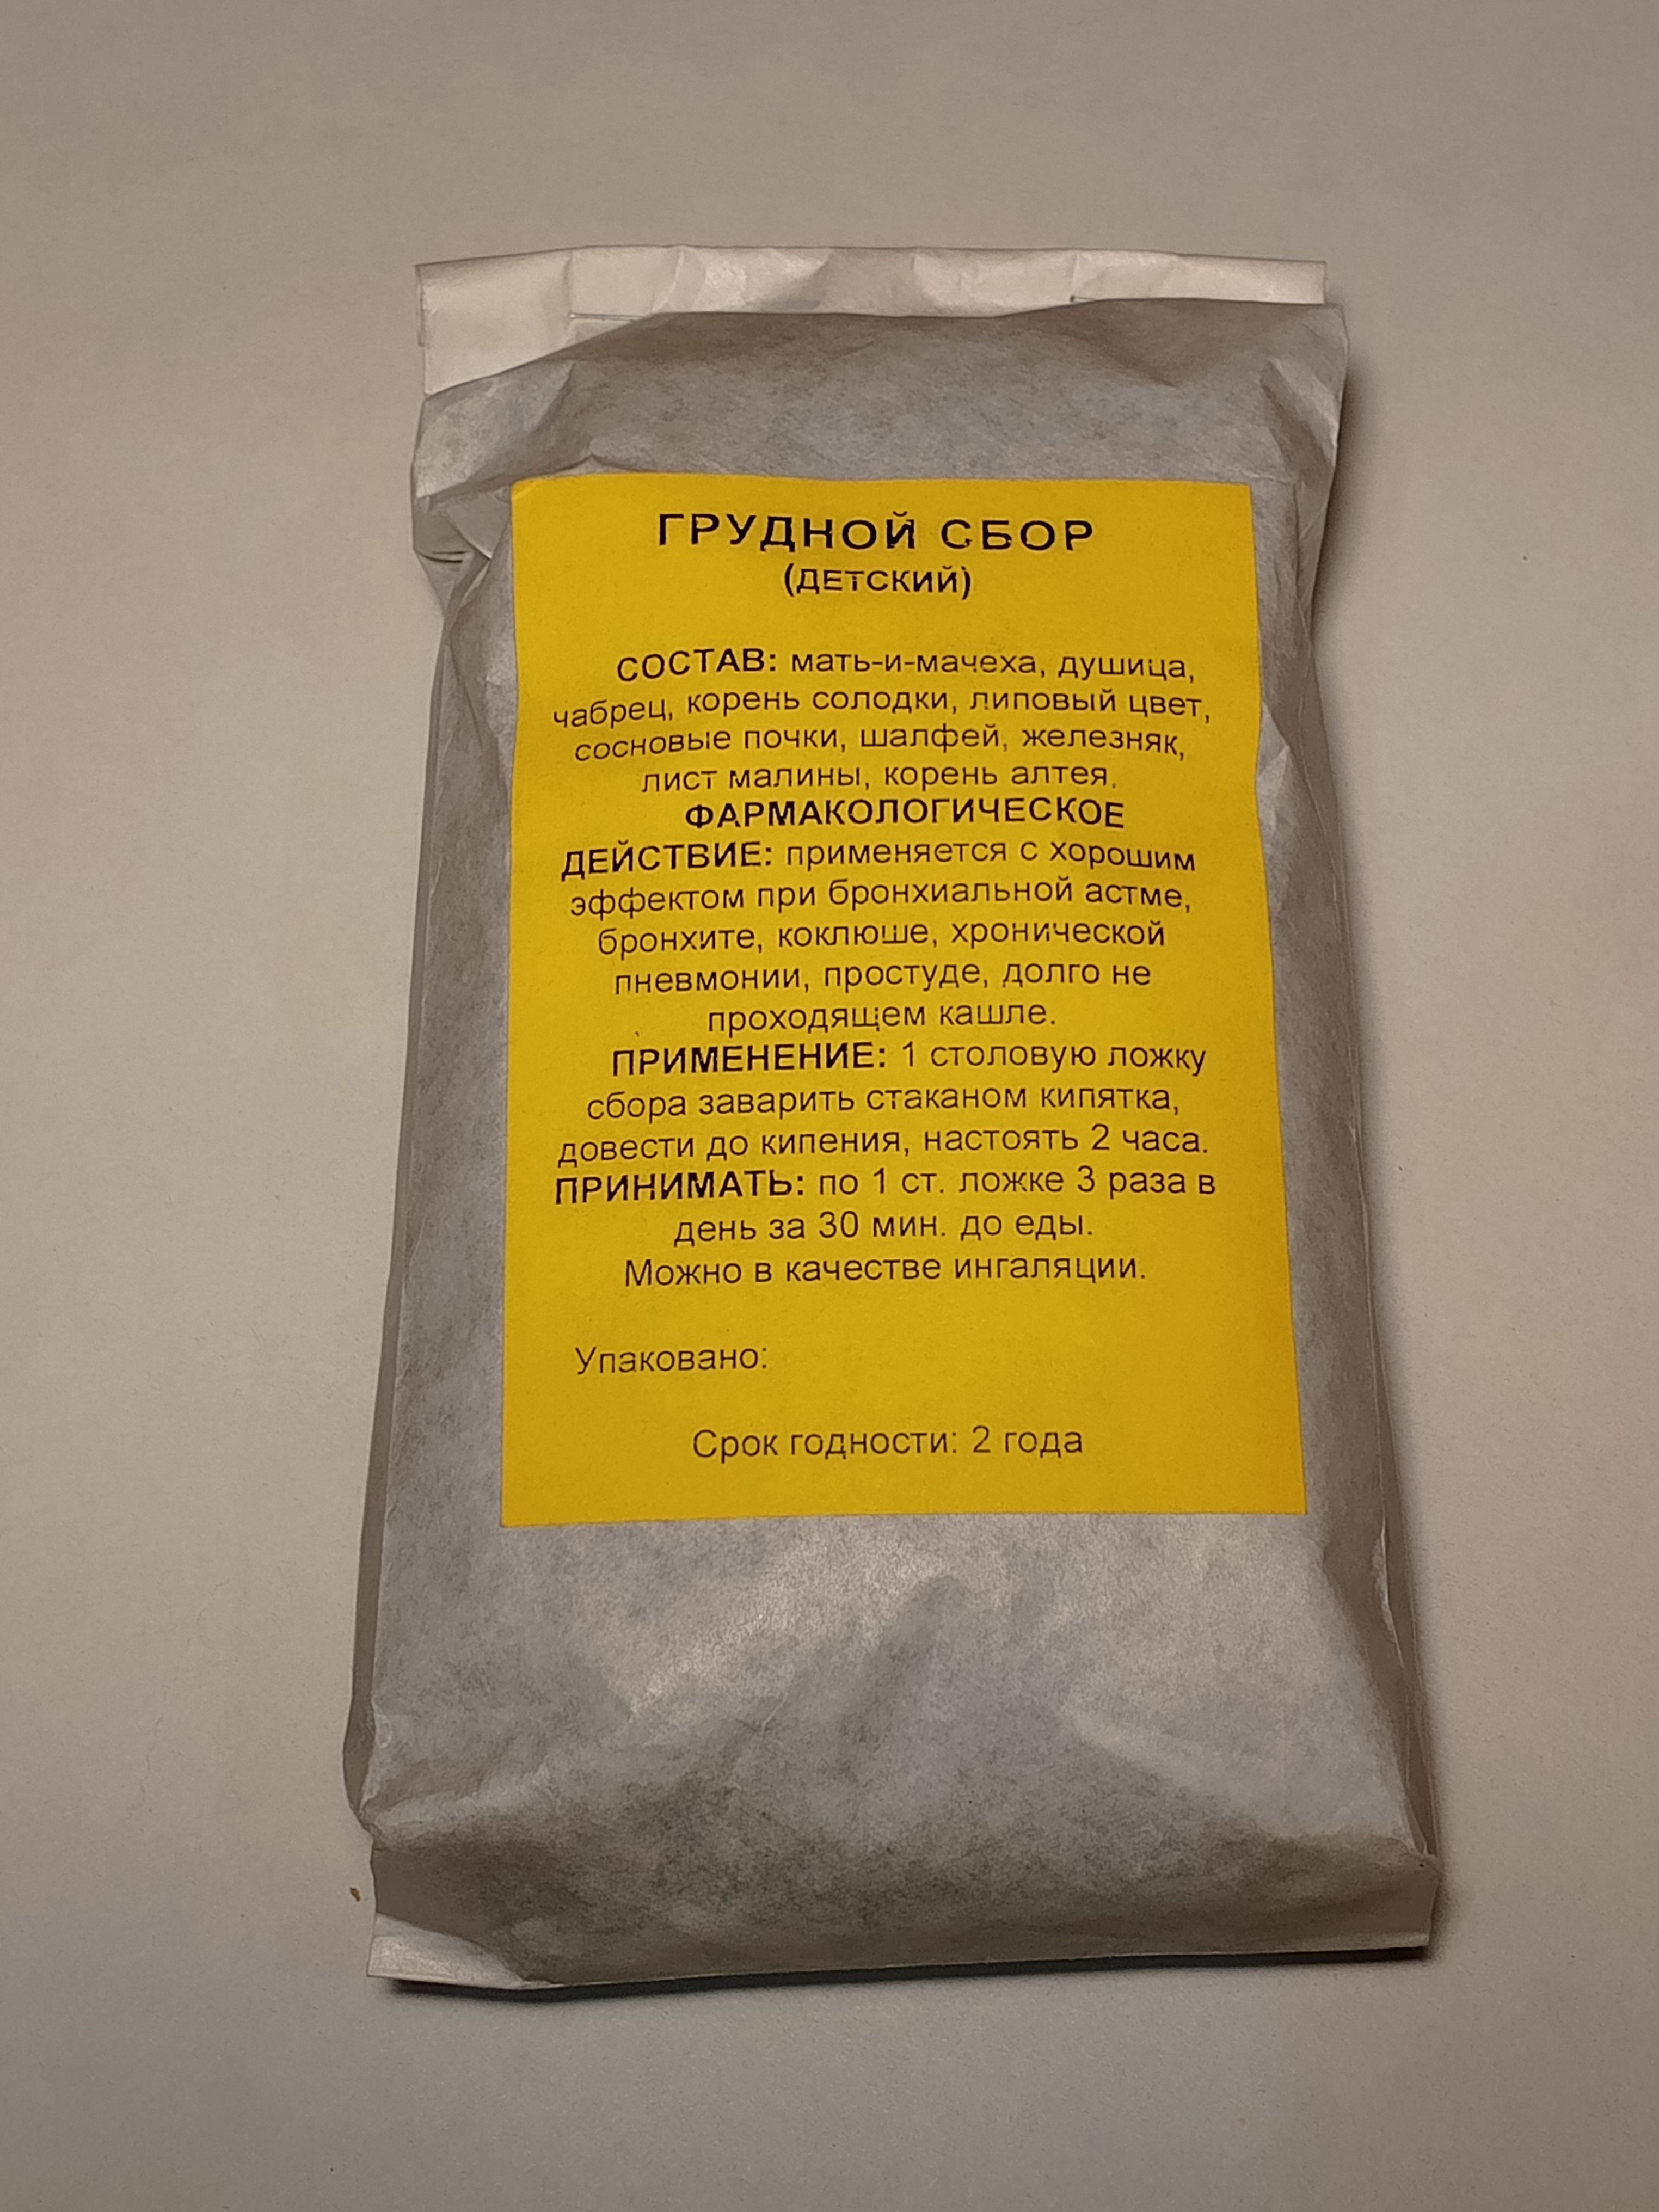 ГРУДНОЙ СБОР
(ДЕТСКИЙ)
СОСТАВ: мать-и-мачеха, душица,
чабрец, корень солодки, липовый цвет,
сосновые почки, шалфей, железняк,
лист малины, корень алтея.
ФАРМАКОЛОГИЧЕСКОЕ
ДЕЙСТВИЕ: применяется с хорошим
эффектом при бронхиальной астме,
бронхите, коклюше, хронической
пневмонии, простуде, долго не
проходящем кашле.
ПРИМЕНЕНИЕ: 1 столовую ложку
сбора заварить стаканом кипятка,
довести до кипения, настоять 2 часа.
ПРИНИМАТЬ: по 1 ст. ложке 3 раза в
день за 30 мин. до еды.
Можно в качестве ингаляции.
Упаковано:
Срок годности: 2 года